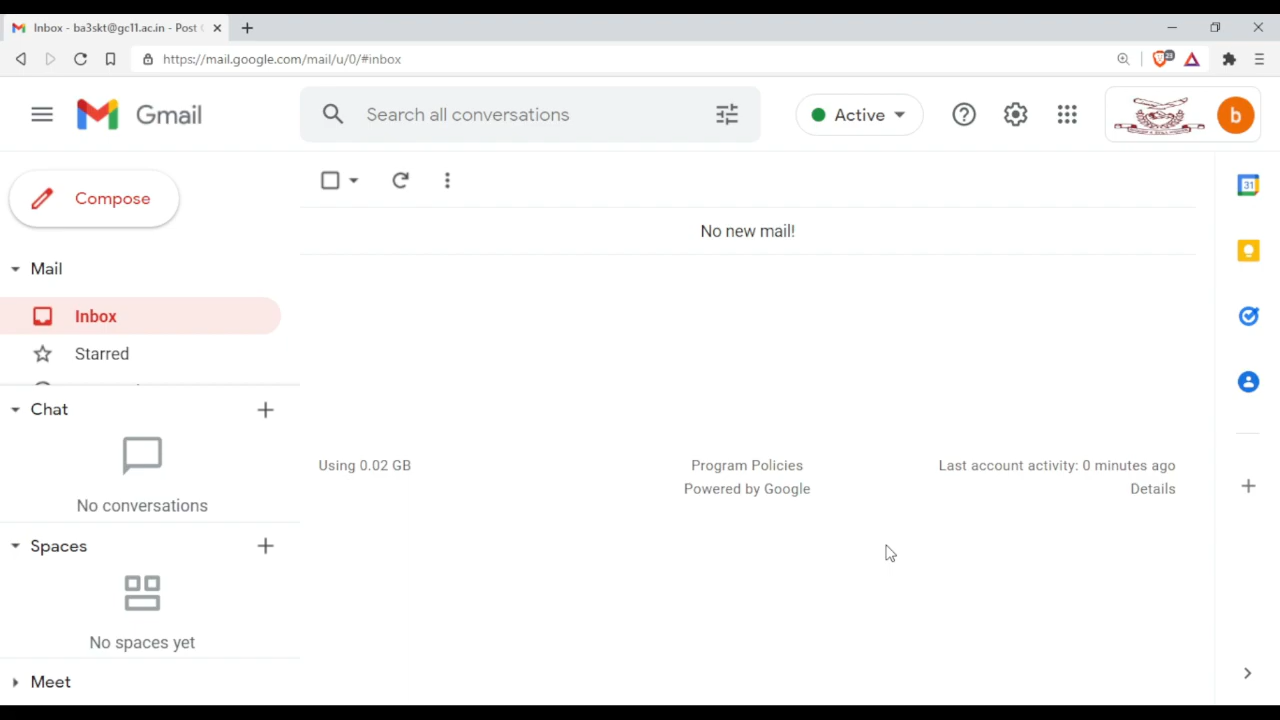 Inbox - ba3skt@gc11.ac.in - Post
https://mail.google.com/mail/u/0/#inbox
Gmail
Search all conversations
Active
b
Compose
No new mail!
Mail
Inbox
Starred
Chat
No conversations
Using 0.02 GB
Program Policies
Powered by Google
Last account activity: 0 minutes ago
Details
Spaces
No spaces yet
Meet
31
23